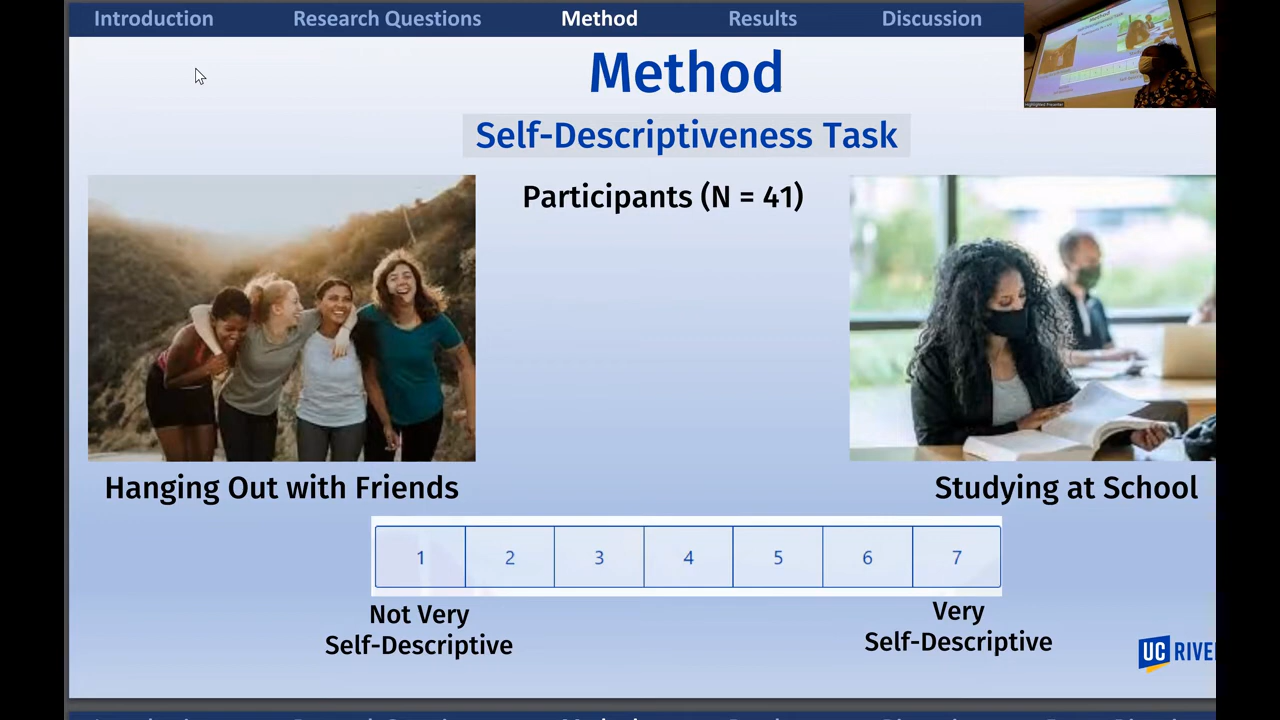 Introduction Research Questions Method Results Discussion
Method
Self-Descriptiveness Task
Participants (N = 41)
Hanging Out with Friends
Studying at School
1 2 3 4 5 6 7
Not Very
Self-Descriptive
Very
Self-Descriptive
UC